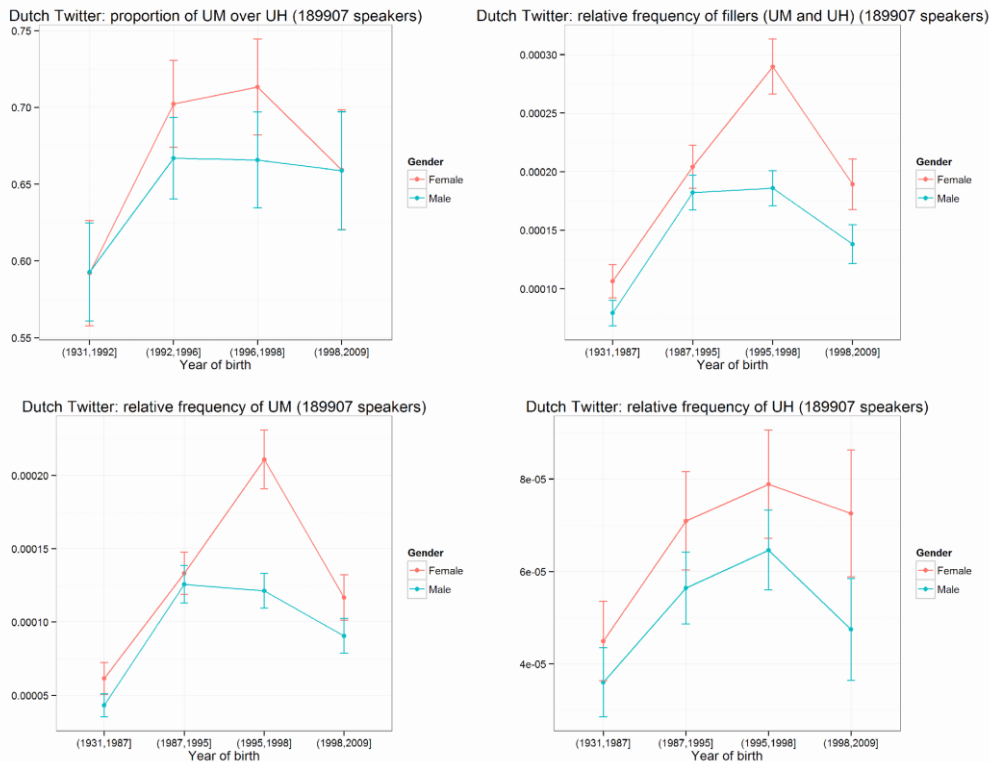 Dutch Twitter: proportion of UM over UH (189907 speakers)
0.75
0.70
0.65
0.60
0.55
(1931,1992]
(1992,1996]
(1996,1998]
(1998,2009]
Year of birth
Gender
Female
Male
Dutch Twitter: relative frequency of fillers (UM and UH) (189907 speakers)
0.00030
0.00025
0.00020
0.00015
0.00010
(1931,1987]
(1987,1995]
(1995,1998]
(1998,2009]
Year of birth
Gender
Female
Male
Dutch Twitter: relative frequency of UM (189907 speakers)
0.00020
0.00015
0.00010
0.00005
(1931,1987]
(1987,1995]
(1995,1998]
(1998,2009]
Year of birth
Gender
Female
Male
Dutch Twitter: relative frequency of UH (189907 speakers)
8e-05
6e-05
4e-05
(1931,1987]
(1987,1995]
(1995,1998]
(1998,2009]
Year of birth
Gender
Female
Male